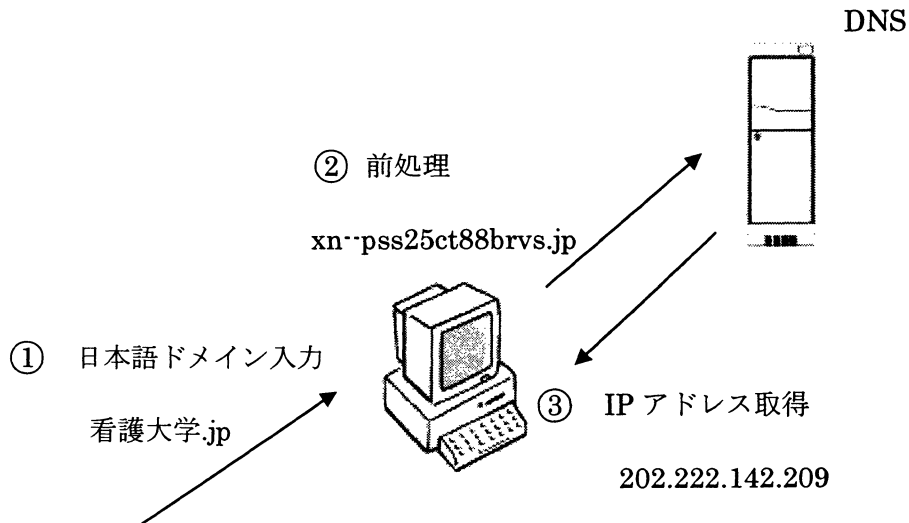 DNS
② 前処理
xn--pss25ct88brvs.jp
① 日本語ドメイン入力
看護大学.jp
③ IP アドレス取得
202.222.142.209